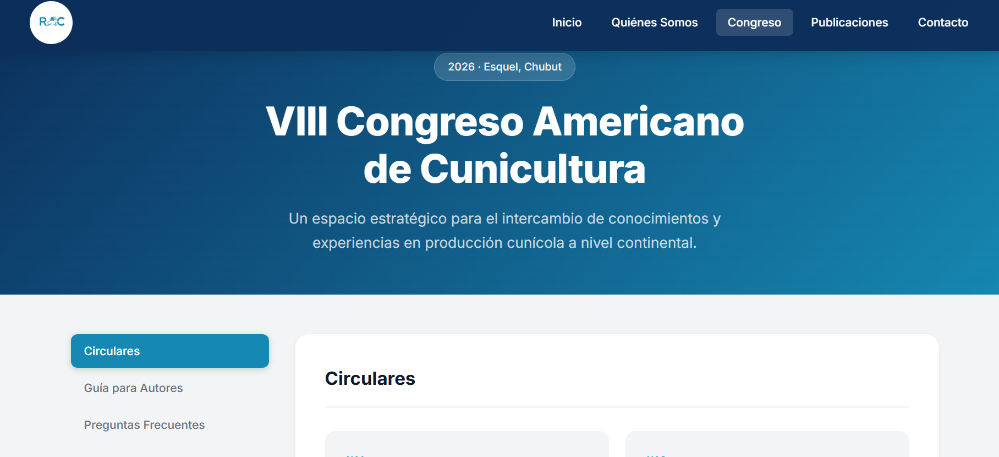 RAC
Inicio
Quiénes Somos
Congreso
Publicaciones
Contacto
2026 · Esquel, Chubut
VIII Congreso Americano
de Cunicultura
Un espacio estratégico para el intercambio de conocimientos y
experiencias en producción cunícola a nivel continental.
Circulares
Guía para Autores
Preguntas Frecuentes
Circulares